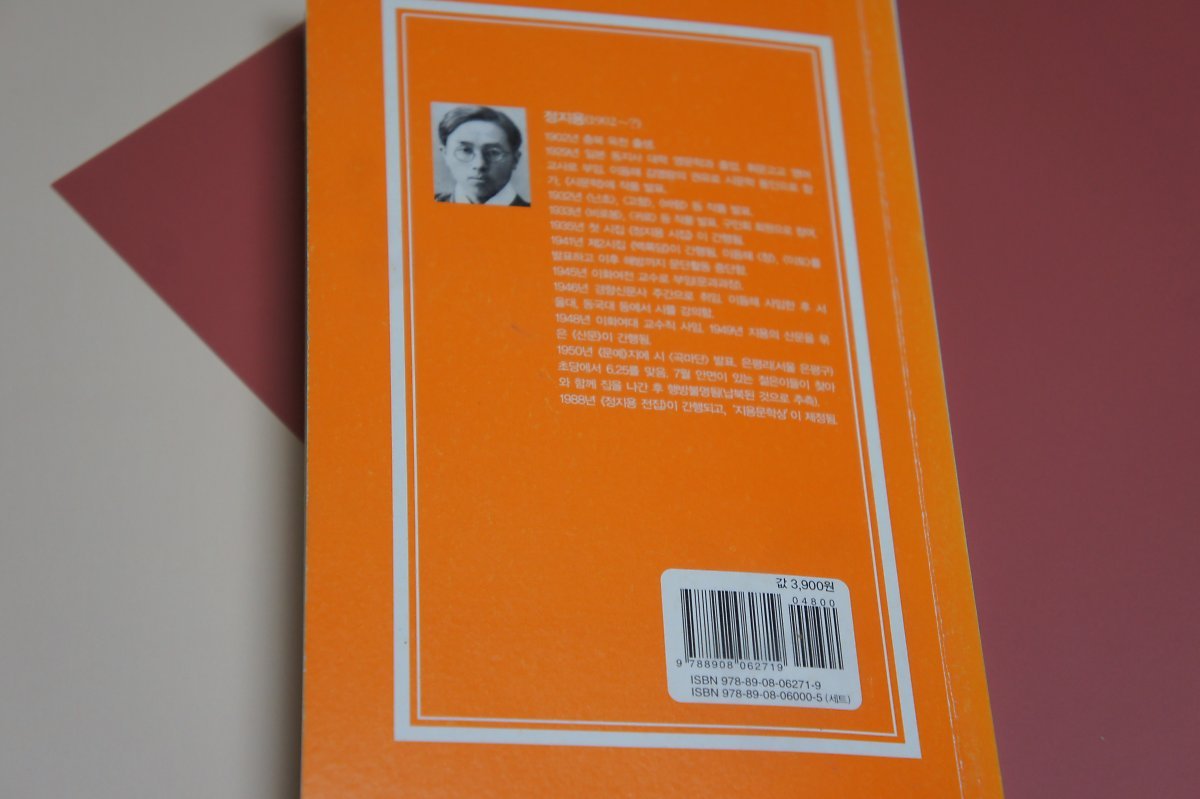 정지용(1902~?)
1902년 충북 옥천 출생.
1929년 일본 동지사 대학 영문학과 졸업, 휘문고교 영어
교사로 부임, 이듬해 김영랑의 권유로 시문학 동인으로 참
가, 《시문학》에 작품 발표.
1932년 〈난초〉, 〈고향〉, 〈바람〉 등 작품 발표.
1933년 〈비로봉〉, 〈귀로〉 등 작품 발표. 구인회 회원으로 참여.
1935년 첫 시집 《정지용 시집》이 간행됨.
1941년 제2시집 《백록담》이 간행됨. 이듬해 〈창〉, 〈이토〉를
발표하고 이후 해방까지 문단활동 중단함.
1945년 이화여전 교수로 부임(문과과장).
1946년 경향신문사 주간으로 취임, 이듬해 사임한 후 서
울대, 동국대 등에서 시를 강의함.
1948년 이화여대 교수직 사임, 1949년 지용의 산문을 묶
은 《산문》이 간행됨.
1950년 《문예》지에 시 〈곡마단〉 발표, 은평리(서울 은평구)
초당에서 6.25를 맞음. 7월 안면이 있는 젊은이들이 찾아
와 함께 집을 나간 후 행방불명됨(납북된 것으로 추측).
1988년 《정지용 전집》이 간행되고, '지용문학상'이 제정됨.
값 3,900원
04800
9 788908 062719
ISBN 978-89-08-06271-9
ISBN 978-89-08-06000-5 (세트)